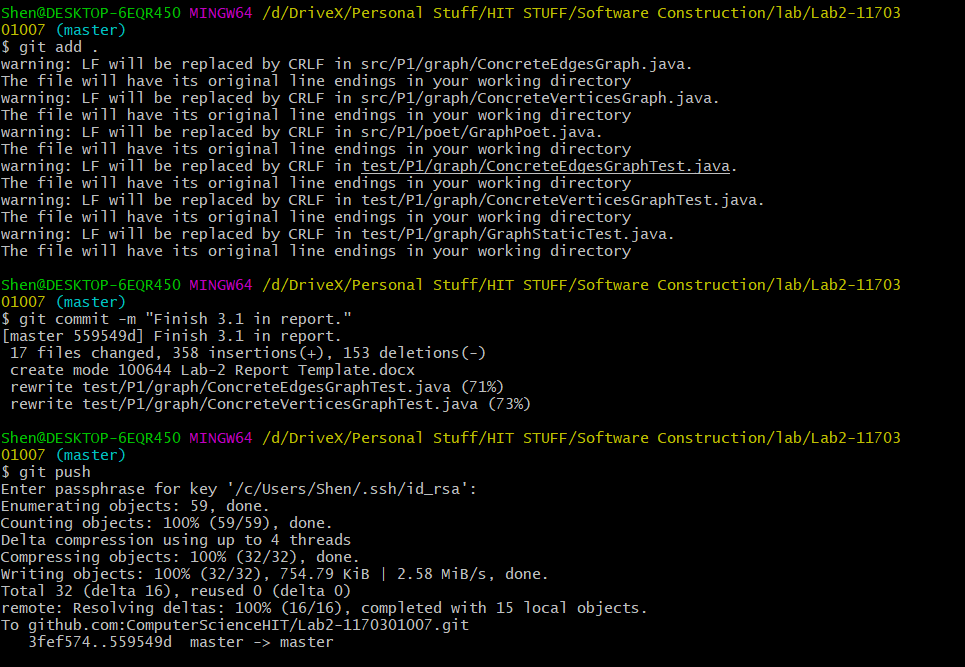 Shen@DESKTOP-6EQR450 MINGW64 /d/DriveX/Personal Stuff/HIT STUFF/Software Construction/lab/Lab2-11703
01007 (master)
$ git add .
warning: LF will be replaced by CRLF in src/P1/graph/ConcreteEdgesGraph.java.
The file will have its original line endings in your working directory
warning: LF will be replaced by CRLF in src/P1/graph/ConcreteVerticesGraph.java.
The file will have its original line endings in your working directory
warning: LF will be replaced by CRLF in src/P1/poet/GraphPoet.java.
The file will have its original line endings in your working directory
warning: LF will be replaced by CRLF in test/P1/graph/ConcreteEdgesGraphTest.java.
The file will have its original line endings in your working directory
warning: LF will be replaced by CRLF in test/P1/graph/ConcreteVerticesGraphTest.java.
The file will have its original line endings in your working directory
warning: LF will be replaced by CRLF in test/P1/graph/GraphStaticTest.java.
The file will have its original line endings in your working directory
Shen@DESKTOP-6EQR450 MINGW64 /d/DriveX/Personal Stuff/HIT STUFF/Software Construction/lab/Lab2-11703
01007 (master)
$ git commit -m "Finish 3.1 in report."
[master 559549d] Finish 3.1 in report.
17 files changed, 358 insertions(+), 153 deletions(-)
create mode 100644 Lab-2 Report Template.docx
rewrite test/P1/graph/ConcreteEdgesGraphTest.java (71%)
rewrite test/P1/graph/ConcreteVerticesGraphTest.java (73%)
Shen@DESKTOP-6EQR450 MINGW64 /d/DriveX/Personal Stuff/HIT STUFF/Software Construction/lab/Lab2-11703
01007 (master)
$ git push
Enter passphrase for key '/c/Users/Shen/.ssh/id_rsa':
Enumerating objects: 59, done.
Counting objects: 100% (59/59), done.
Delta compression using up to 4 threads
Compressing objects: 100% (32/32), done.
Writing objects: 100% (32/32), 754.79 KiB | 2.58 MiB/s, done.
Total 32 (delta 16), reused 0 (delta 0)
remote: Resolving deltas: 100% (16/16), completed with 15 local objects.
To github.com:ComputerScienceHIT/Lab2-1170301007.git
3fef574..559549d  master -> master